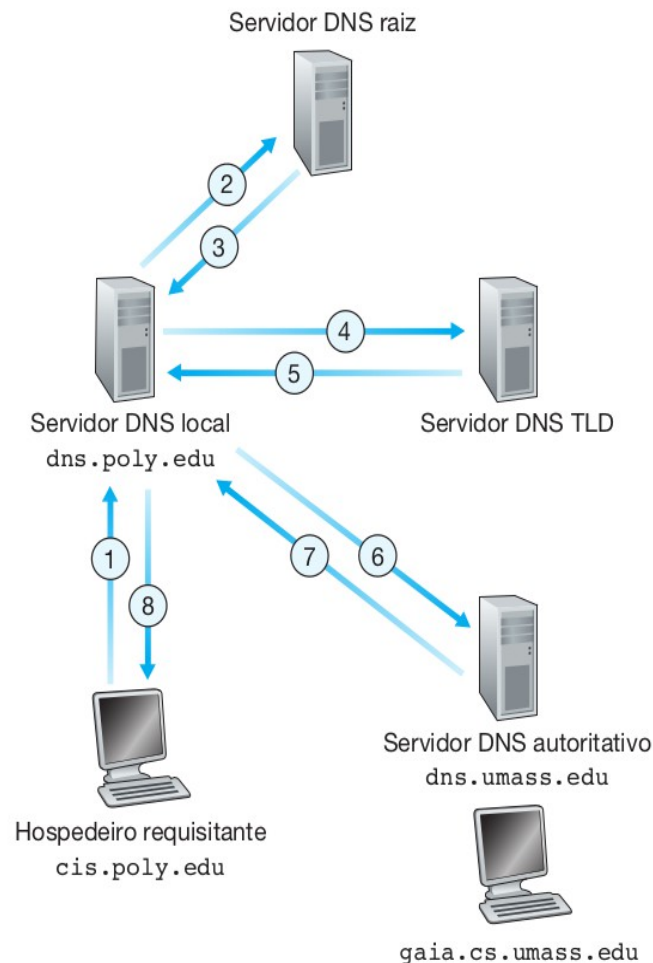 Servidor DNS raiz
2
3
4
5
Servidor DNS local
dns.poly.edu
Servidor DNS TLD
1
8
7
6
Servidor DNS autoritativo
dns.umass.edu
Hospedeiro requisitante
cis.poly.edu
gaia.cs.umass.edu